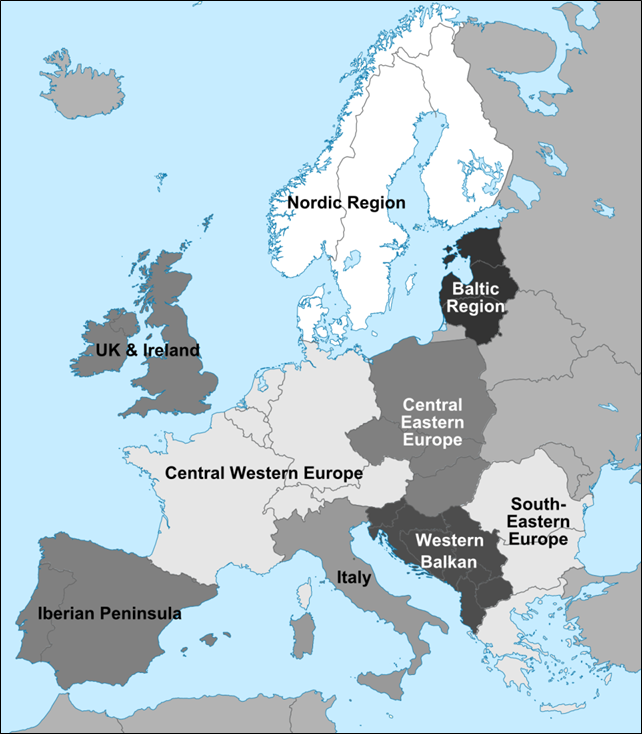 Nordic Region
Baltic
Region
UK & Ireland
Central
Eastern
Europe
Central Western Europe
South-
Eastern
Europe
Western
Balkan
Italy
Iberian Peninsula